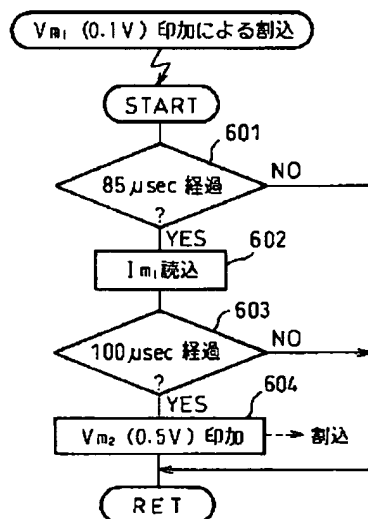 Vm₁ (0.1V) 印加による割込
START
601
85μsec 経過
?
NO
YES
602
Im₁読込
603
100μsec 経過
?
NO
YES
604
Vm₂ (0.5V) 印加
割込
RET